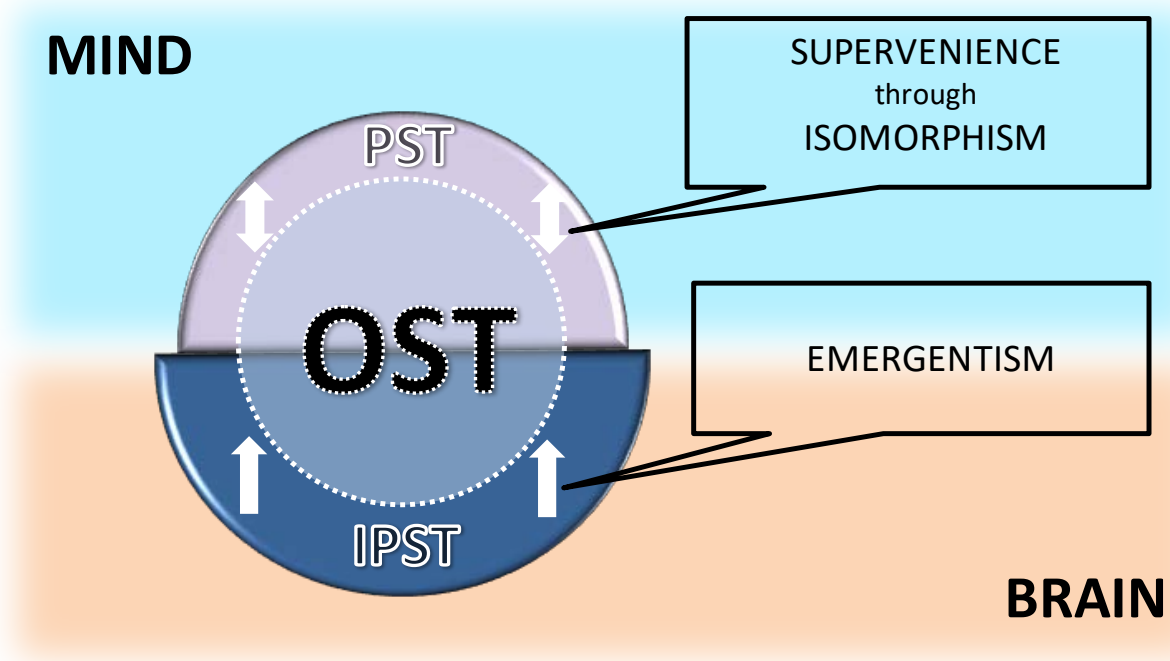 MIND
SUPERVENIENCE
through
ISOMORPHISM
PST
OST
EMERGENTISM
IPST
BRAIN